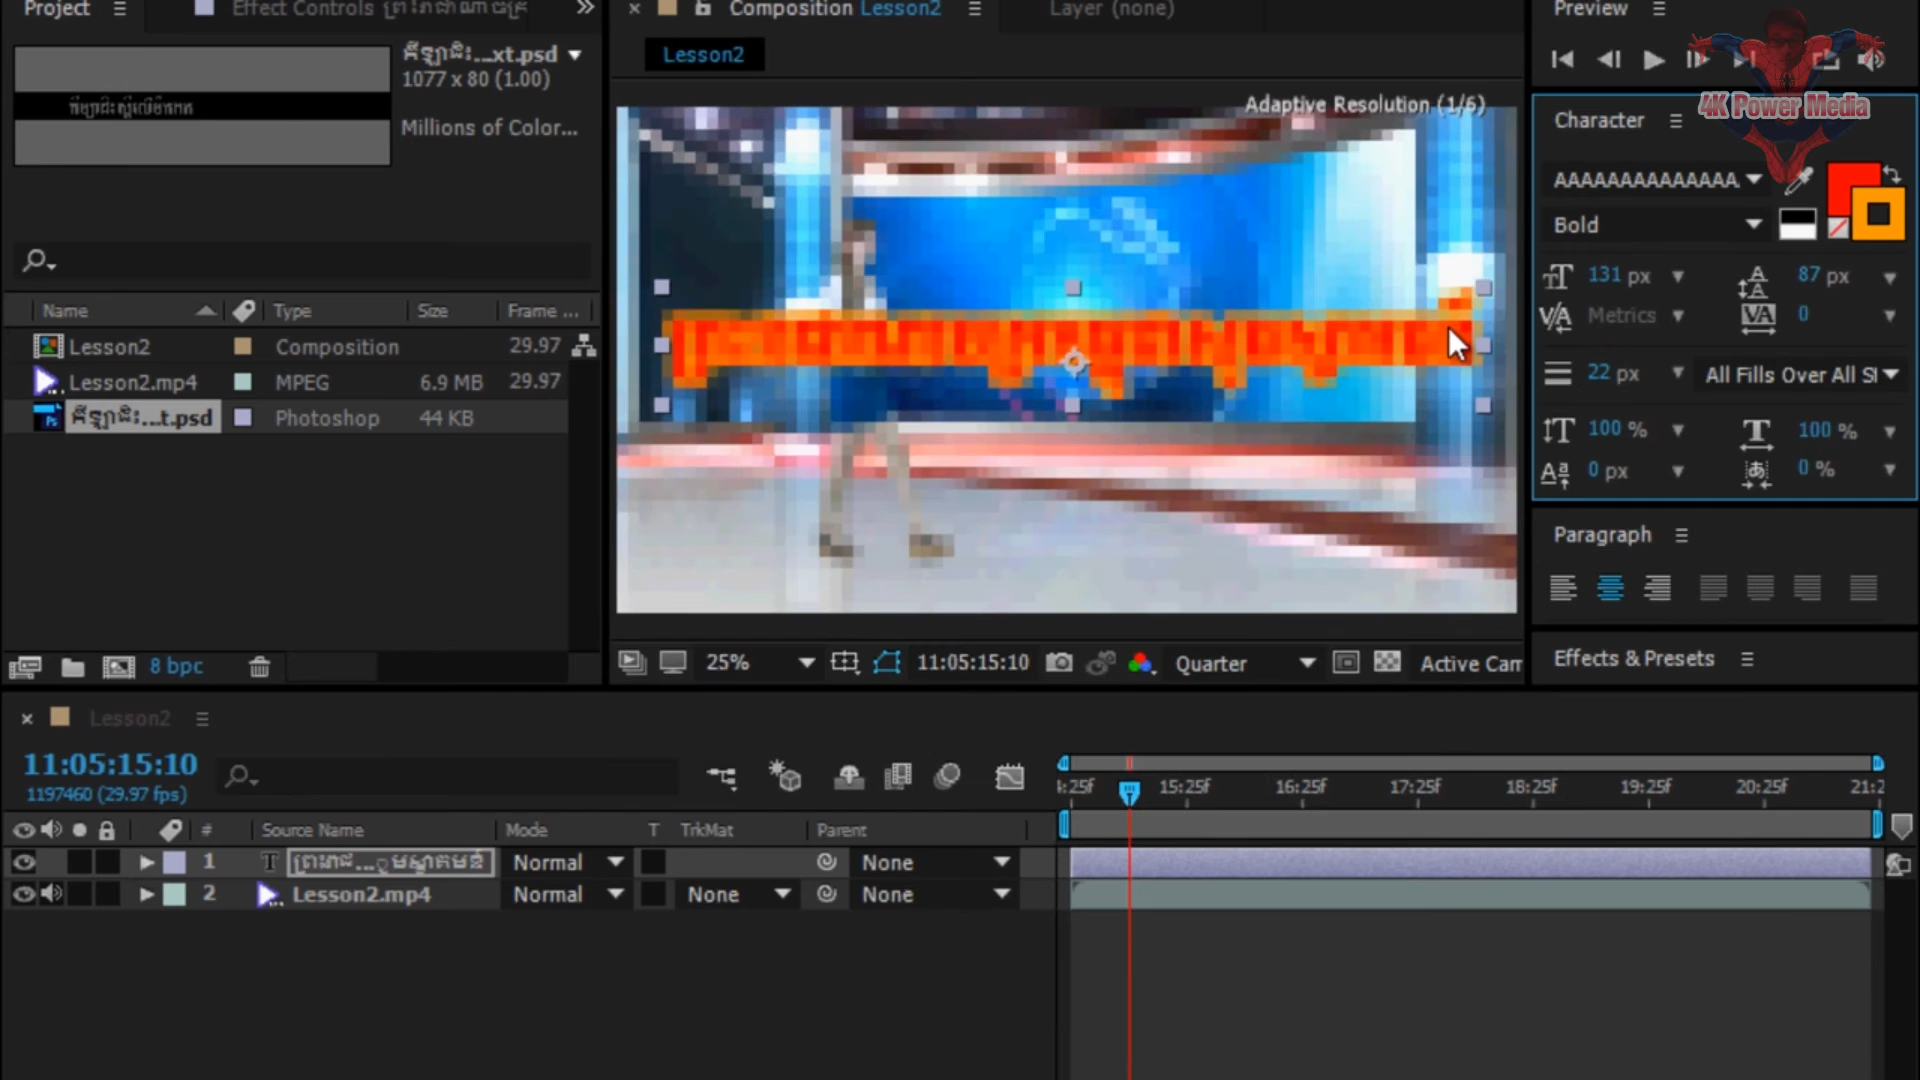 Project
Effect Controls
Composition Lesson2
Layer (none)
Preview
xt.psd
1077 x 80 (1.00)
Millions of Color...
Lesson2
Adaptive Resolution (1/6)
4K Power Media
Character
AAAAAAAAAAAAAA
Bold
131 px
87 px
Metrics
0
22 px
All Fills Over All
100 %
100 %
0 px
0 %
Paragraph
Effects & Presets
Name
Type
Size
Frame ...
Lesson2
Composition
29.97
Lesson2.mp4
MPEG
6.9 MB
29.97
t.psd
Photoshop
44 KB
8 bpc
25%
11:05:15:10
Quarter
Active Cam
Lesson2
11:05:15:10
1197460 (29.97 fps)
4:25f
15:25f
16:25f
17:25f
18:25f
19:25f
20:25f
21:2
#
Source Name
Mode
T
TrkMat
Parent
1
Normal
None
2
Lesson2.mp4
Normal
None
None